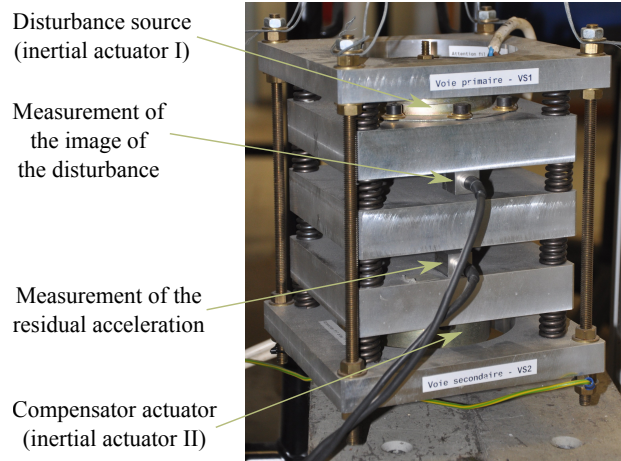 Disturbance source
(inertial actuator I)
Measurement of
the image of
the disturbance
Measurement of the
residual acceleration
Compensator actuator
(inertial actuator II)
Attention
Voie primaire - VS1
Voie secondaire - VS2